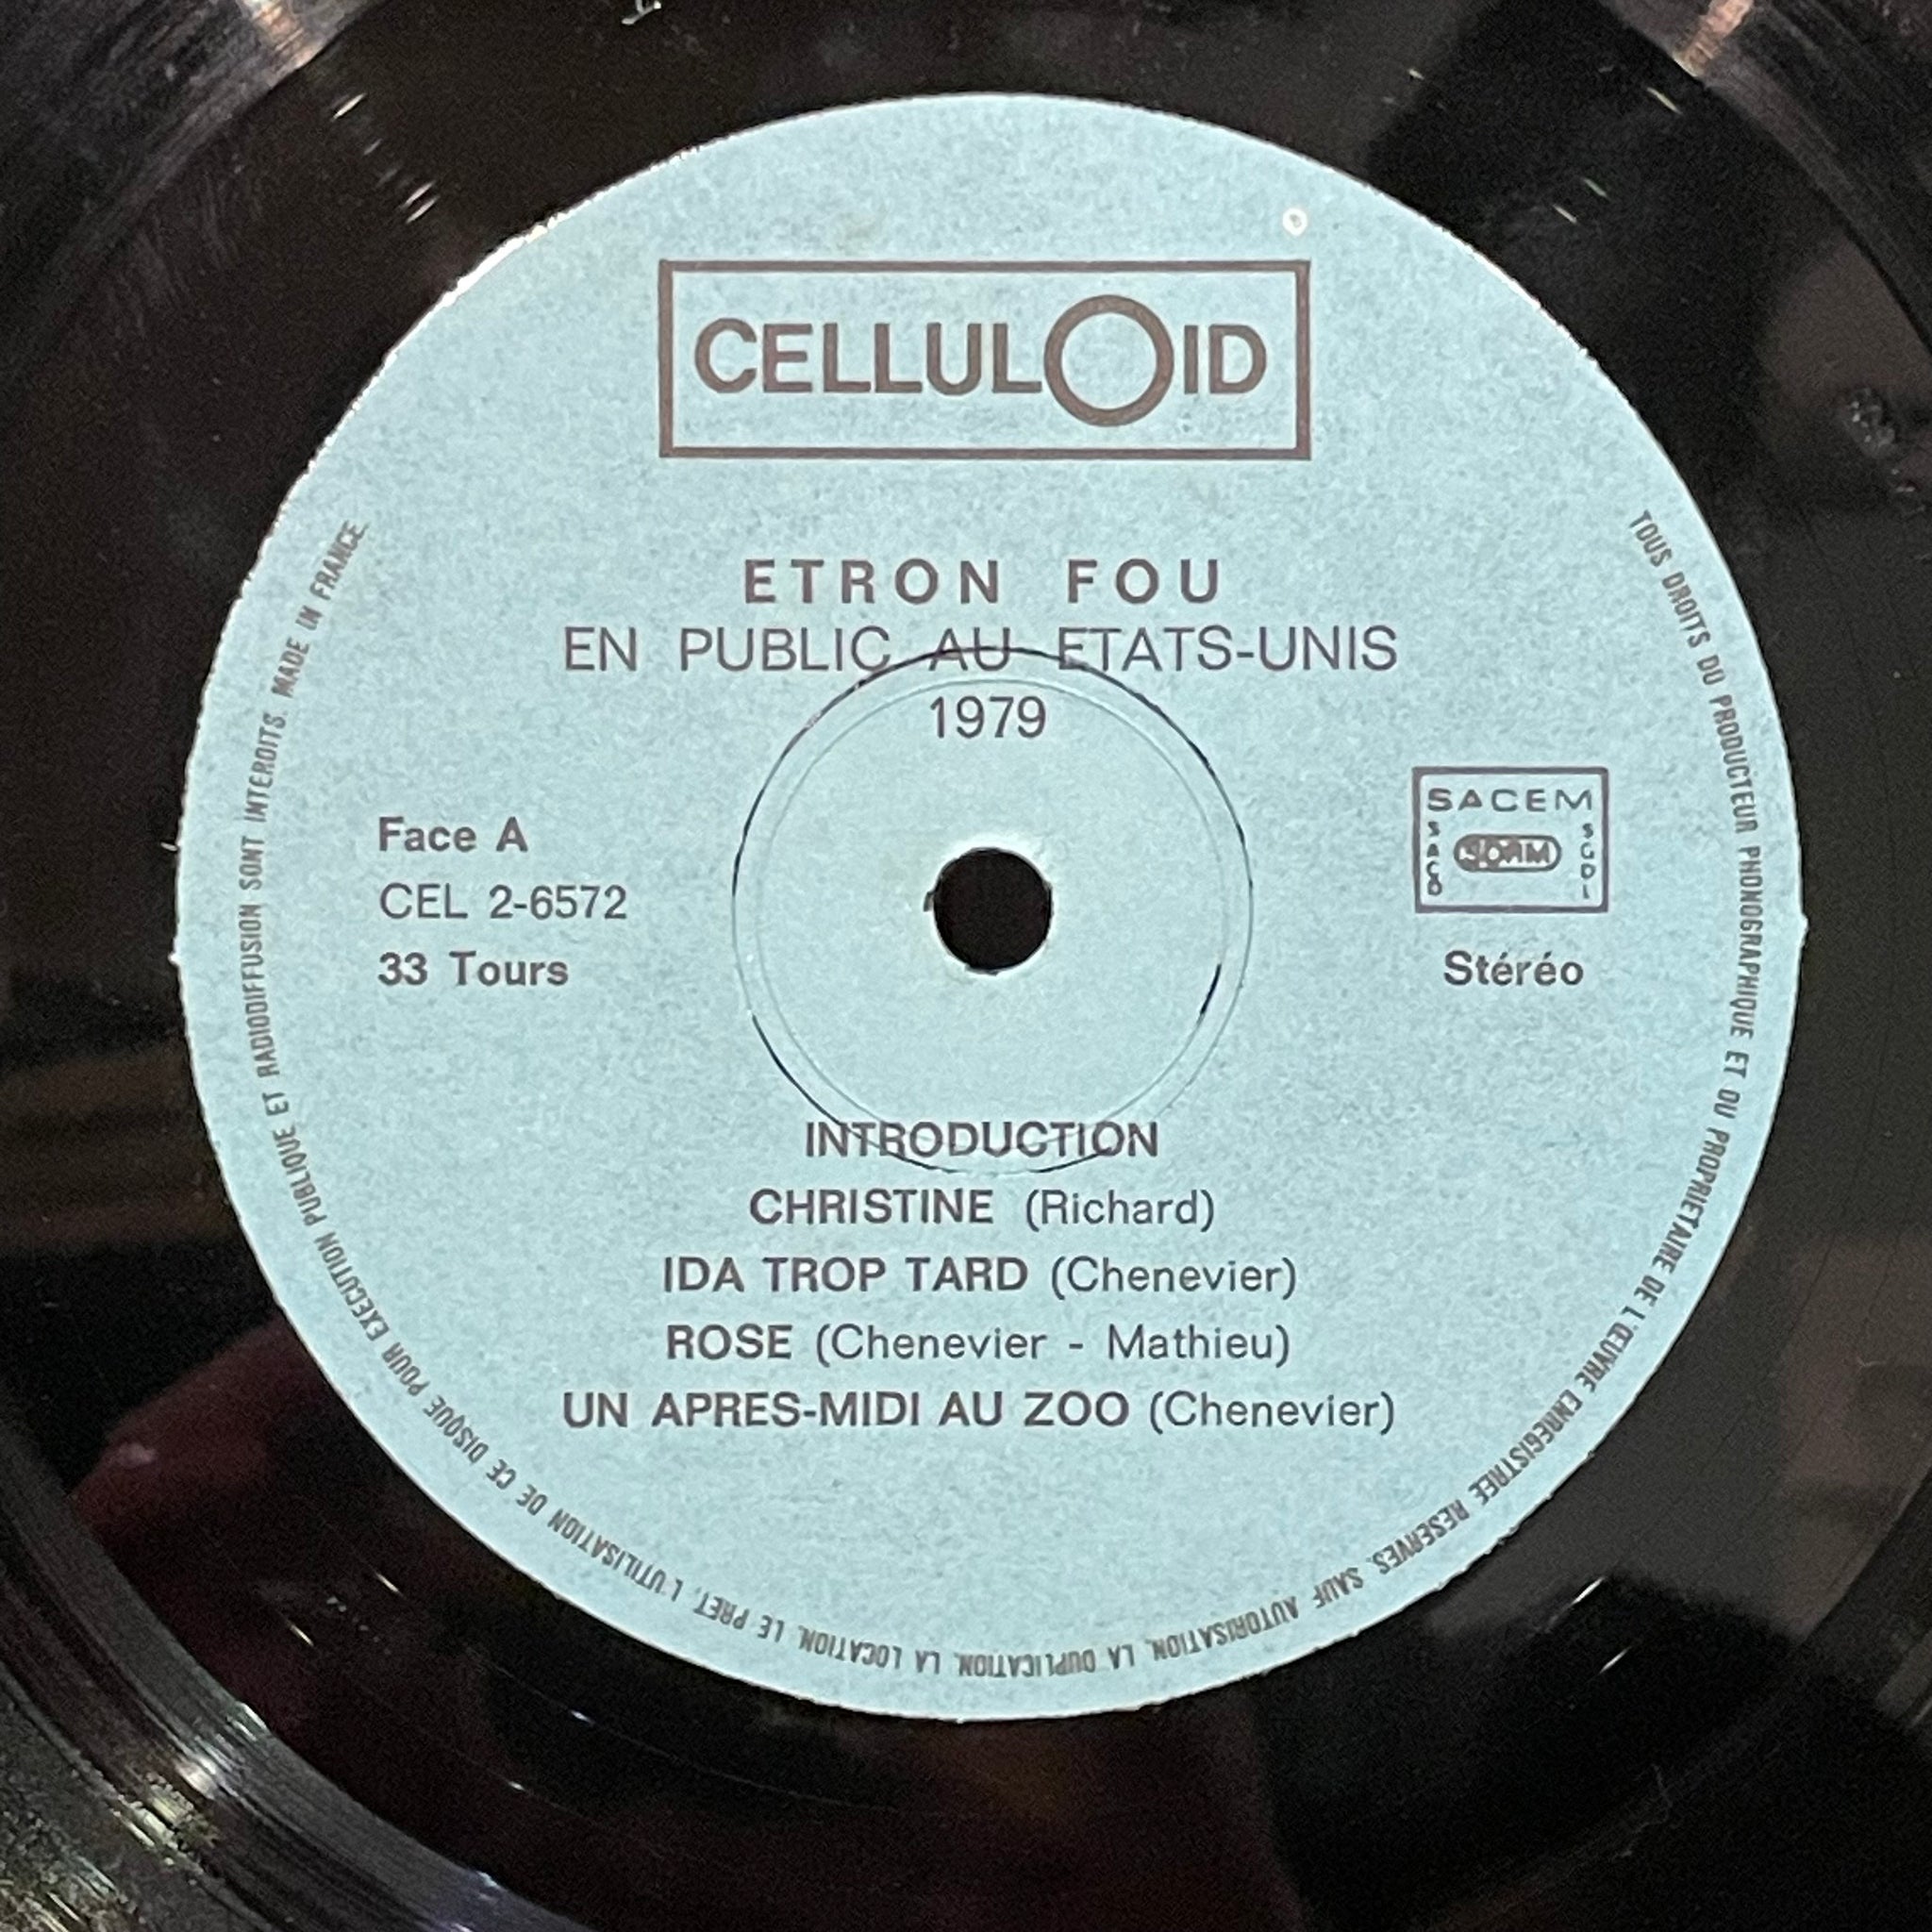 CELLULOID
ETRON FOU
EN PUBLIC AU ETATS-UNIS
1979
Face A
CEL 2-6572
33 Tours
SACEM
SACD
SDRM
SGDL
Stéréo
INTRODUCTION
CHRISTINE (Richard)
IDA TROP TARD (Chenevier)
ROSE (Chenevier - Mathieu)
UN APRES-MIDI AU ZOO (Chenevier)
TOUS DROITS DU PRODUCTEUR PHONOGRAPHIQUE ET DU PROPRIETAIRE DE L'ŒUVRE ENREGISTREE RESERVES. SAUF AUTORISATION, LA DUPLICATION, LA LOCATION, LE PRET, L'UTILISATION DE CE DISQUE POUR EXECUTION PUBLIQUE ET RADIODIFFUSION SONT INTERDITS. MADE IN FRANCE.